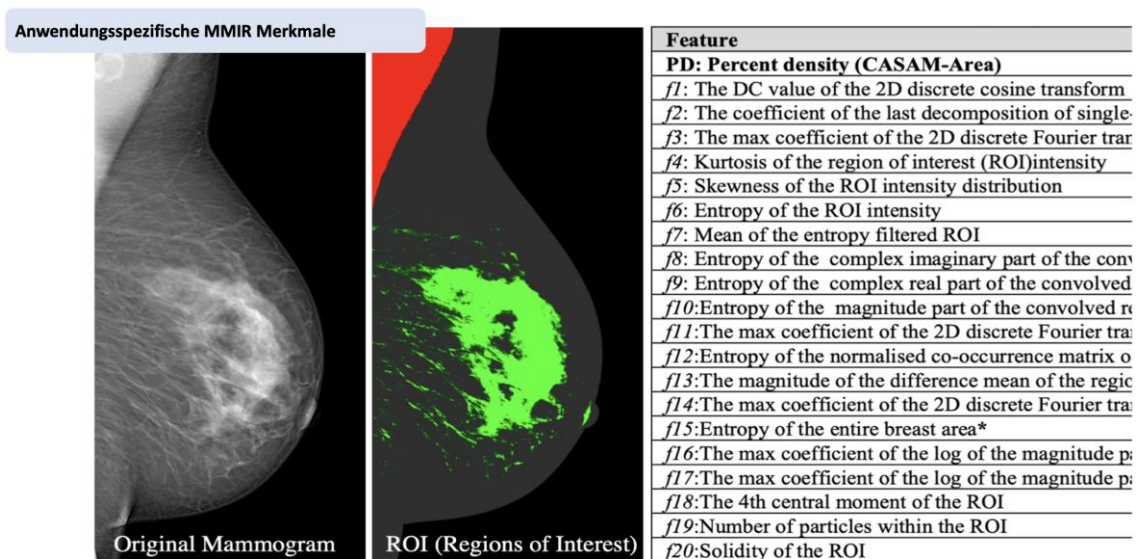 Anwendungsspezifische MMIR Merkmale
Original Mammogram
ROI (Regions of Interest)
Feature
PD: Percent density (CASAM-Area)
f1: The DC value of the 2D discrete cosine transform
f2: The coefficient of the last decomposition of single-
f3: The max coefficient of the 2D discrete Fourier tran
f4: Kurtosis of the region of interest (ROI)intensity
f5: Skewness of the ROI intensity distribution
f6: Entropy of the ROI intensity
f7: Mean of the entropy filtered ROI
f8: Entropy of the complex imaginary part of the conv
f9: Entropy of the complex real part of the convolved
f10:Entropy of the magnitude part of the convolved re
f11:The max coefficient of the 2D discrete Fourier tra
f12:Entropy of the normalised co-occurrence matrix o
f13:The magnitude of the difference mean of the regio
f14:The max coefficient of the 2D discrete Fourier tra
f15:Entropy of the entire breast area*
f16:The max coefficient of the log of the magnitude pa
f17:The max coefficient of the log of the magnitude pa
f18:The 4th central moment of the ROI
f19:Number of particles within the ROI
f20:Solidity of the ROI